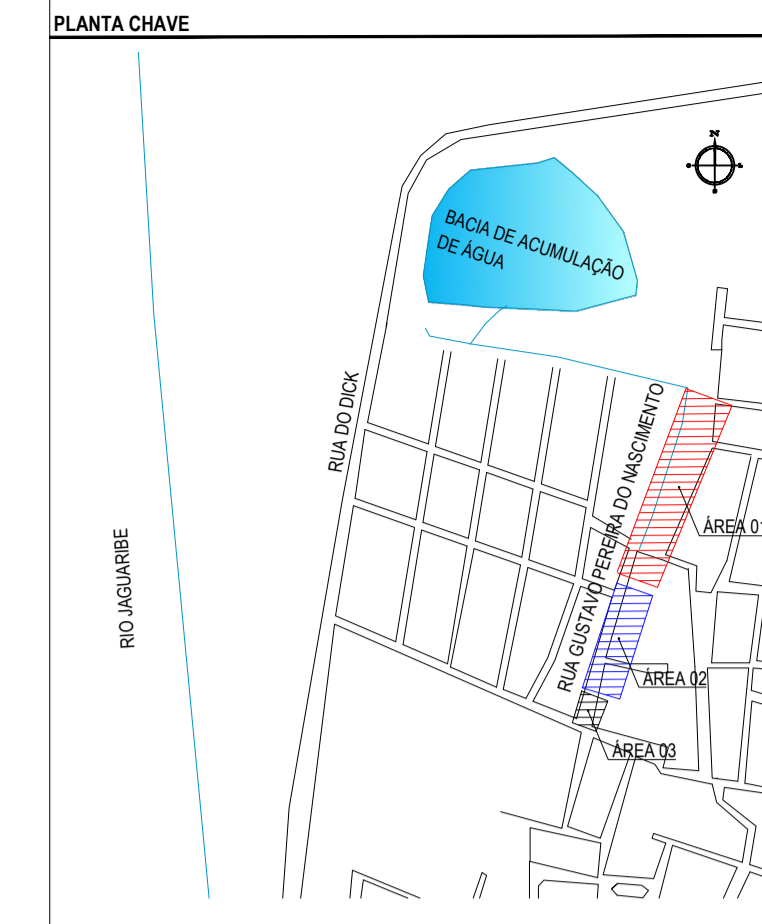 PLANTA CHAVE
N
BACIA DE ACUMULAÇÃO
DE ÁGUA
RUA DO DICK
RUA GUSTAVO PEREIRA DO NASCIMENTO
ÁREA 01
RIO JAGUARIBE
ÁREA 02
ÁREA 03